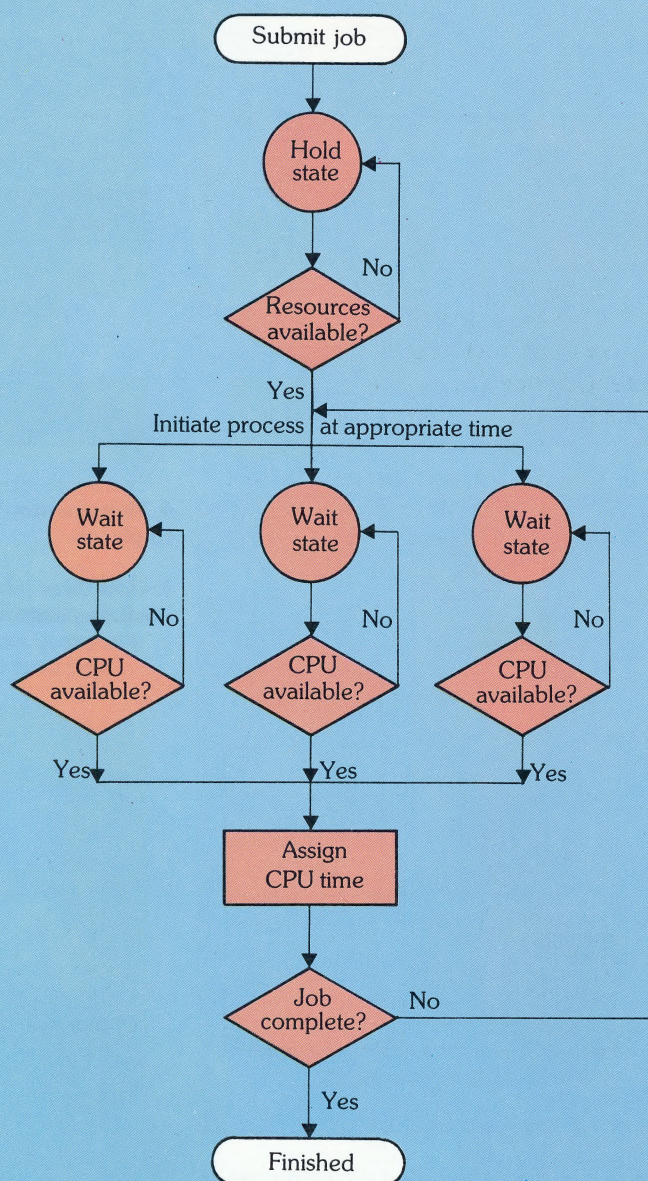 Submit job
Hold
state
No
Resources
available?
Yes
Initiate process at appropriate time
Wait
state
Wait
state
Wait
state
No
No
No
CPU
available?
CPU
available?
CPU
available?
Yes
Yes
Yes
Assign
CPU time
Job
complete?
No
Yes
Finished